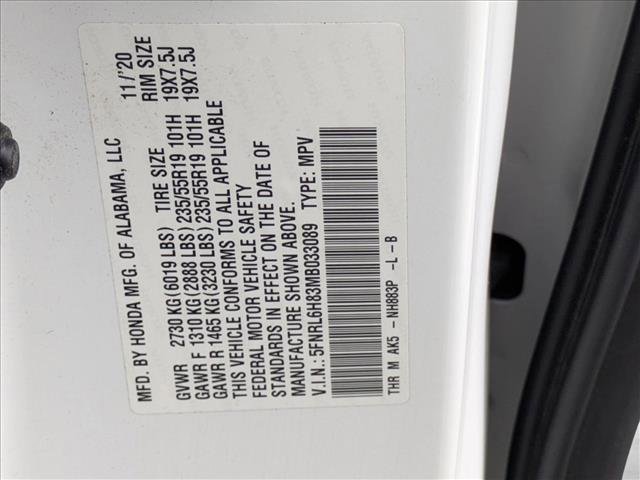 MFD. BY HONDA MFG. OF ALABAMA, LLC 11/'20
TIRE SIZE RIM SIZE
GVWR 2730 KG(6019 LBS)
GAWR F 1310 KG(2888 LBS)235/55R19 101H 19X7.5J
GAWR R 1465 KG(3230 LBS)235/55R19 101H 19X7.5J
THIS VEHICLE CONFORMS TO ALL APPLICABLE
FEDERAL MOTOR VEHICLE SAFETY
STANDARDS IN EFFECT ON THE DATE OF
MANUFACTURE SHOWN ABOVE.
V.I.N.: 5FNRL6H83MB033089 TYPE: MPV
THR M AK5 - NH883P -L -B